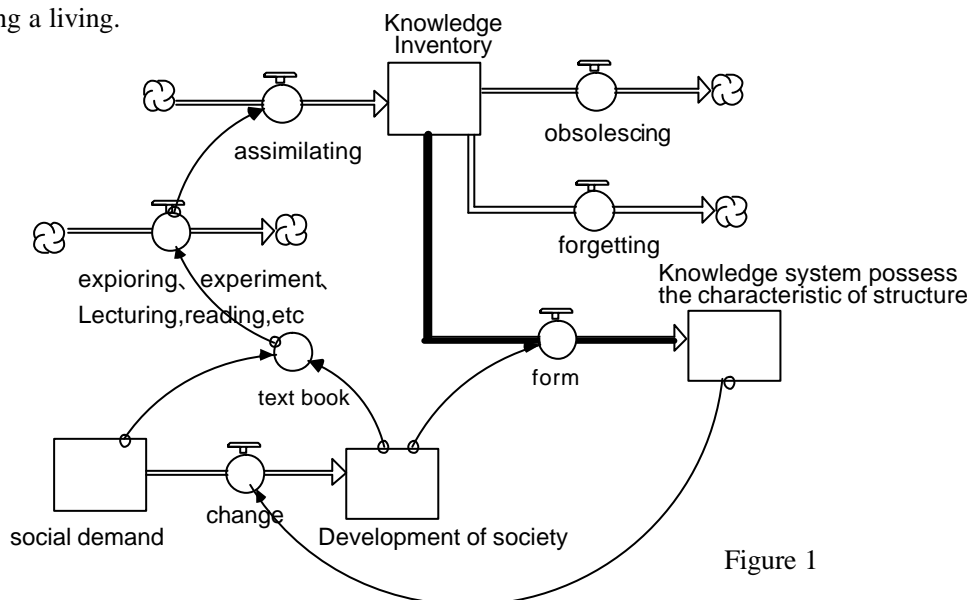 ng a living.
Knowledge
Inventory
assimilating
obsolescing
forgetting
expioring、experiment、
Lecturing,reading,etc
Knowledge system possess
the characteristic of structure
form
text book
change
social demand
Development of society
Figure 1